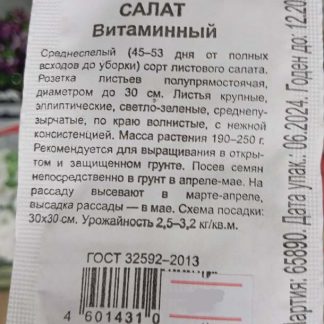 САЛАТ
Витаминный
Среднеспелый (45–53 дня от полных
всходов до уборки) сорт листового салата.
Розетка листьев полупрямостоячая,
диаметром до 30 см. Листья крупные,
эллиптические, светло-зеленые, среднепу-
зырчатые, по краю волнистые, с нежной
консистенцией. Масса растения 190–250 г.
Рекомендуется для выращивания в откры-
том и защищенном грунте. Посев семян
непосредственно в грунт в апреле-мае. На
рассаду высевают в марте-апреле,
высадка рассады — в мае. Схема посадки:
30х30 см. Урожайность 2,5–3,2 кг/кв.м.
ГОСТ 32592–2013
4 601431 0
Партия: 65890. Дата упак.: 06.2024. Годен до: 12.20